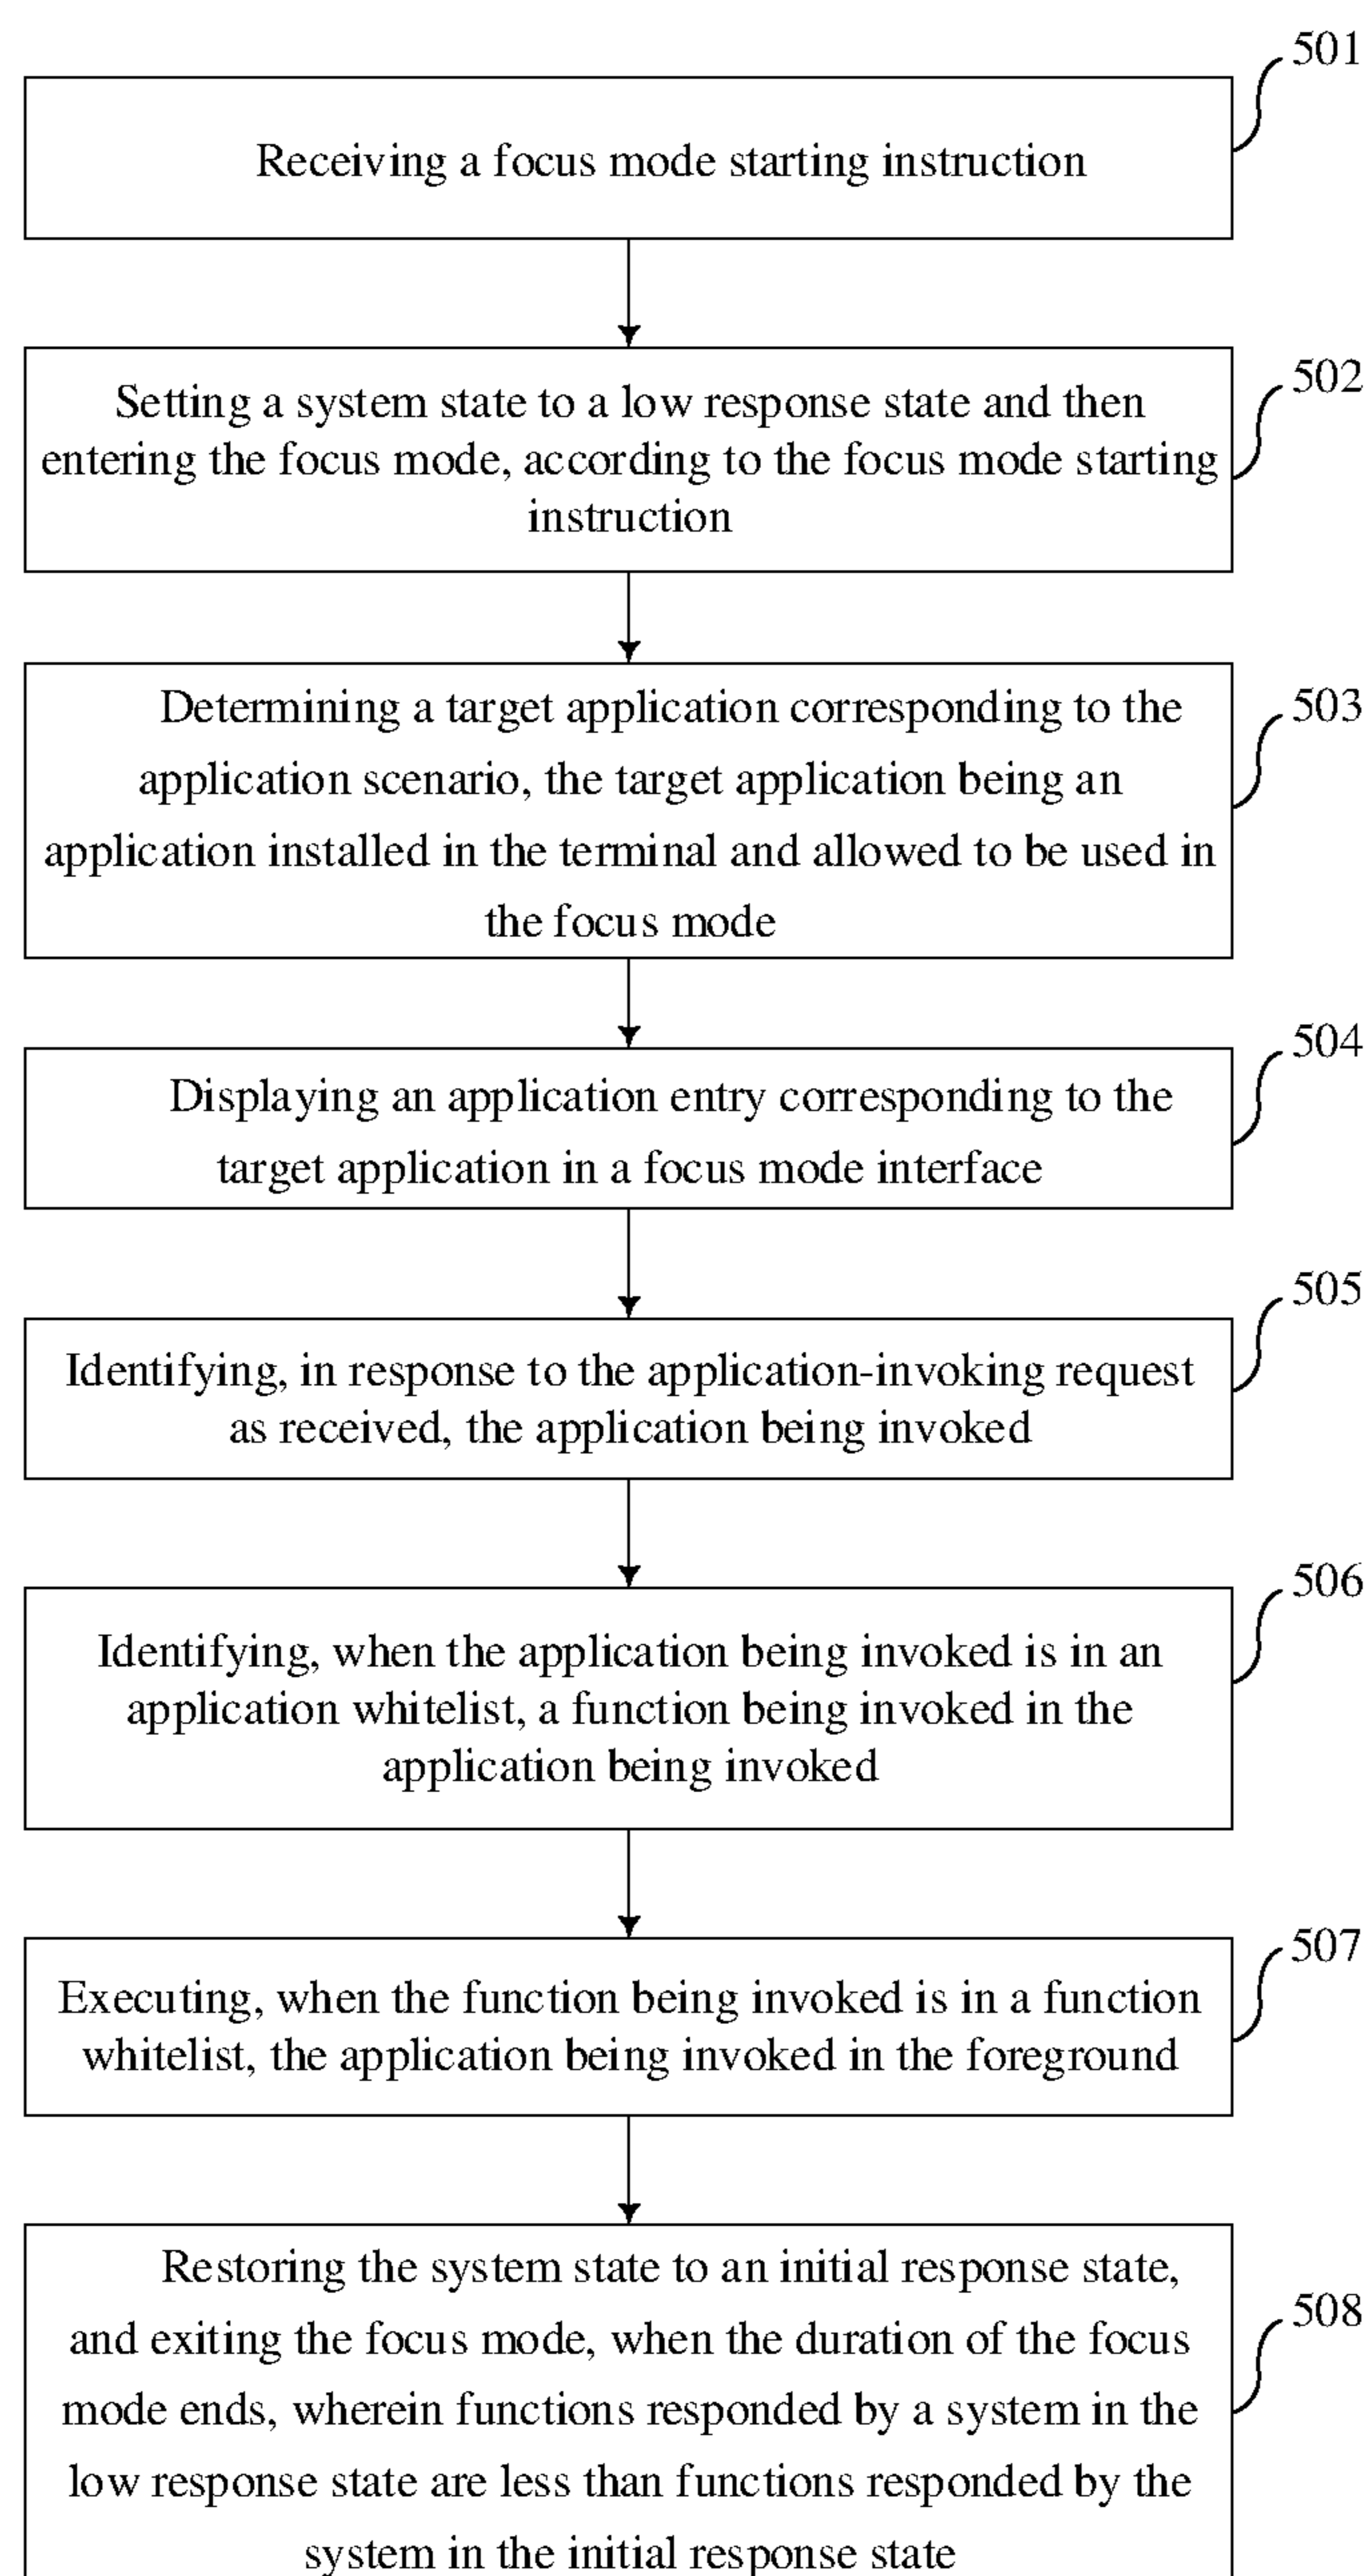 501
Receiving a focus mode starting instruction
502
Setting a system state to a low response state and then
entering the focus mode, according to the focus mode starting
instruction
503
Determining a target application corresponding to the
application scenario, the target application being an
application installed in the terminal and allowed to be used in
the focus mode
504
Displaying an application entry corresponding to the
target application in a focus mode interface
505
Identifying, in response to the application-invoking request
as received, the application being invoked
506
Identifying, when the application being invoked is in an
application whitelist, a function being invoked in the
application being invoked
507
Executing, when the function being invoked is in a function
whitelist, the application being invoked in the foreground
508
Restoring the system state to an initial response state,
and exiting the focus mode, when the duration of the focus
mode ends, wherein functions responded by a system in the
low response state are less than functions responded by the
system in the initial response state